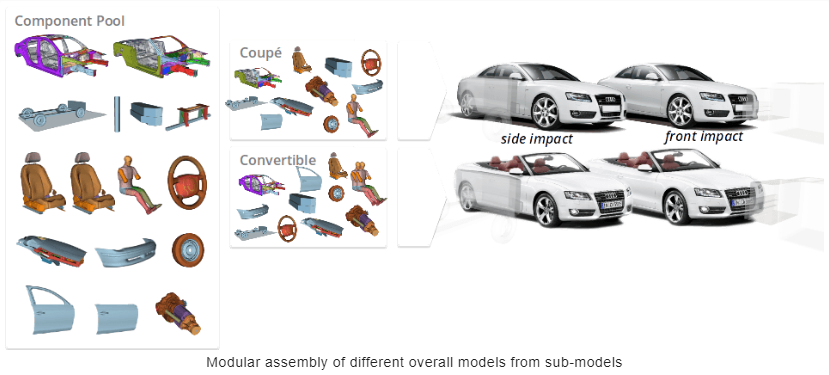 Component Pool
Coupé
side impact
front impact
Convertible
Modular assembly of different overall models from sub-models